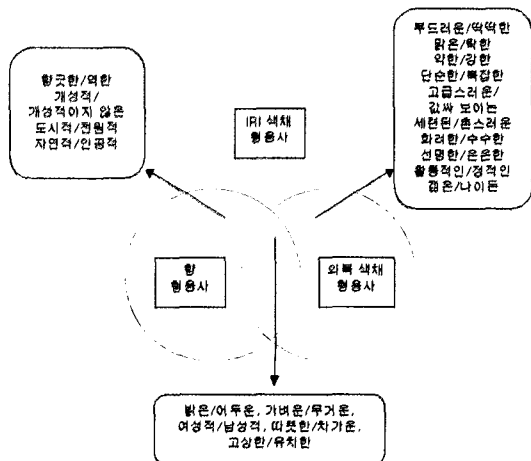 향긋한/역한
개성적/
개성적이지 않은
도시적/전원적
자연적/인공적
IRI 색채
형용사
부드러운/딱딱한
맑은/탁한
약한/강한
단순한/복잡한
고급스러운/
값싸 보이는
세련된/촌스러운
화려한/수수한
선명한/은은한
활동적인/정적인
젊은/나이든
향
형용사
외복 색채
형용사
밝은/어두운, 가벼운/무거운,
여성적/남성적, 따뜻한/차가운,
고상한/유치한